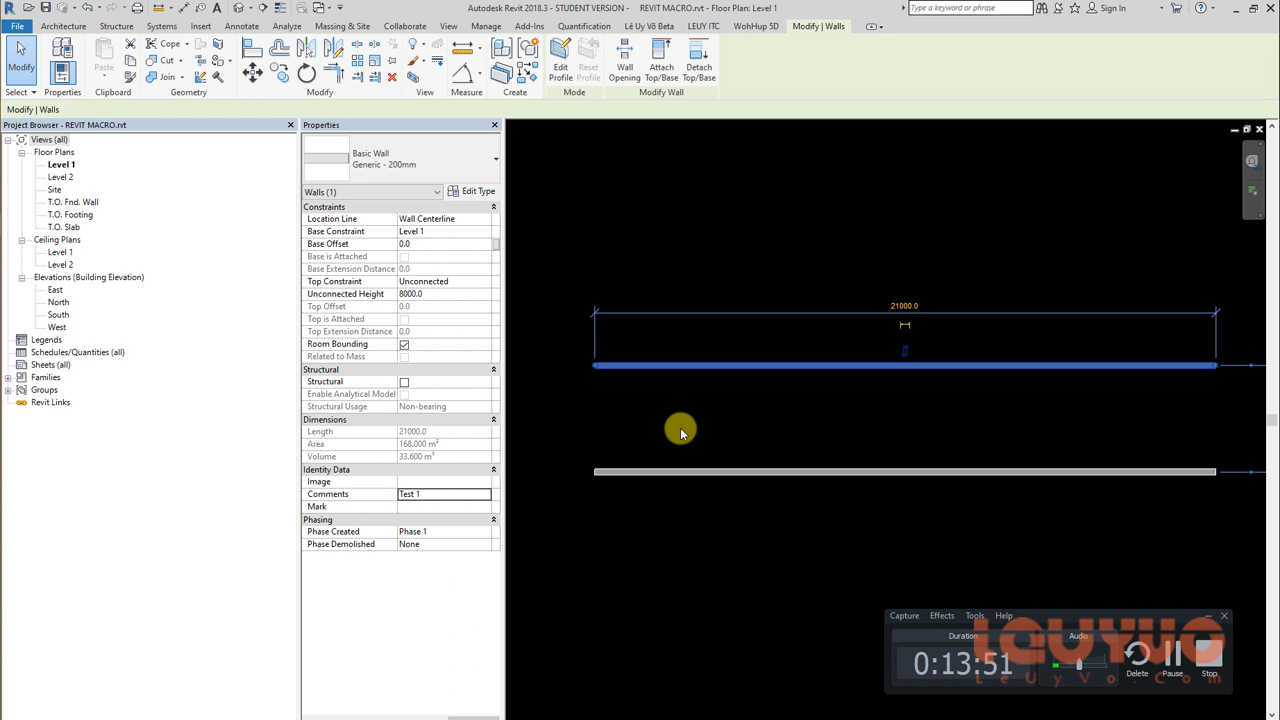 Autodesk Revit 2018.3 - STUDENT VERSION - REVIT MACRO.rvt - Floor Plan: Level 1
Type a keyword or phrase
Sign In
File Architecture Structure Systems Insert Annotate Analyze Massing & Site Collaborate View Manage Add-Ins Quantification Lê Uy Võ Beta LEUYTC WohHup 5D Modify | Walls
Modify
Paste
Cope
Cut
Join
Edit Profile
Reset Profile
Wall Opening
Attach Top/Base
Detach Top/Base
Select Properties Clipboard Geometry Modify View Measure Create Mode Modify Wall
Modify | Walls
Project Browser - REVIT MACRO.rvt
Views (all)
Floor Plans
Level 1
Level 2
Site
T.O. Fnd. Wall
T.O. Footing
T.O. Slab
Ceiling Plans
Level 1
Level 2
Elevations (Building Elevation)
East
North
South
West
Legends
Schedules/Quantities (all)
Sheets (all)
Families
Groups
Revit Links
Properties
Basic Wall
Generic - 200mm
Walls (1) Edit Type
Constraints
Location Line Wall Centerline
Base Constraint Level 1
Base Offset 0.0
Base is Attached
Base Extension Distance 0.0
Top Constraint Unconnected
Unconnected Height 8000.0
Top Offset 0.0
Top is Attached
Top Extension Distance 0.0
Room Bounding
Related to Mass
Structural
Structural
Enable Analytical Model
Structural Usage Non-bearing
Dimensions
Length 21000.0
Area 168.000 m²
Volume 33.600 m³
Identity Data
Image
Comments Test 1
Mark
Phasing
Phase Created Phase 1
Phase Demolished None
21000.0
Capture Effects Tools Help
Duration Audio
0:13:51
Delete Pause Stop
LeUyVo
LeUyVo.Com